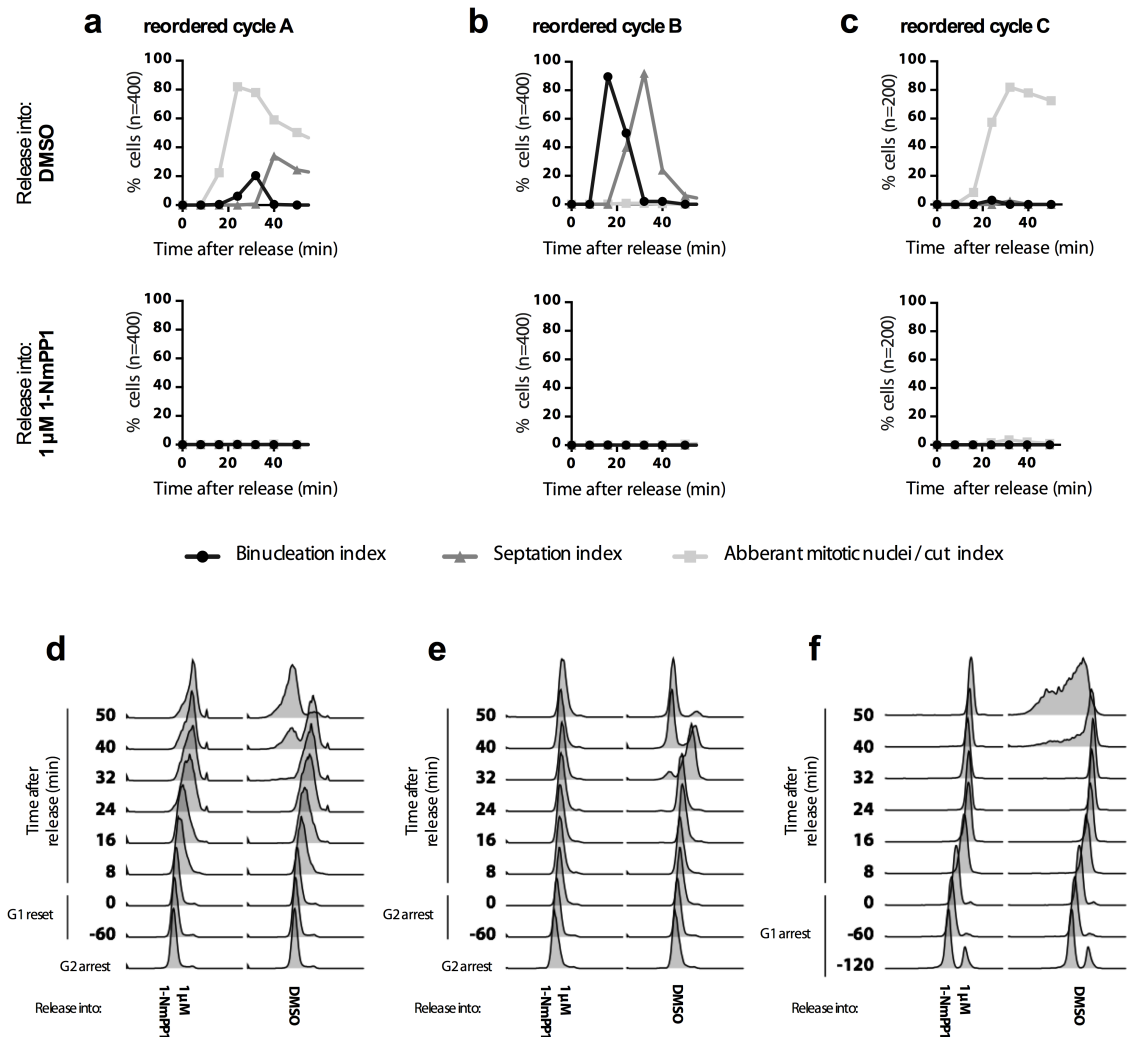 a reordered cycle A
b reordered cycle B
c reordered cycle C
Release into:
DMSO
% cells (n=400)
100
80
60
40
20
0
0 20 40
Time after release (min)
% cells (n=400)
100
80
60
40
20
0
0 20 40
Time after release (min)
% cells (n=200)
100
80
60
40
20
0
0 20 40
Time after release (min)
Release into:
1 µM 1-NmPP1
% cells (n=400)
100
80
60
40
20
0
0 20 40
Time after release (min)
% cells (n=400)
100
80
60
40
20
0
0 20 40
Time after release (min)
% cells (n=200)
100
80
60
40
20
0
0 20 40
Time after release (min)
Binucleation index
Septation index
Abberant mitotic nuclei / cut index
d
Time after
release (min)
50
40
32
24
16
8
G1 reset
0
-60
G2 arrest
Release into:
1 µM
1-NmPP1
DMSO
e
Time after
release (min)
50
40
32
24
16
8
G2 arrest
0
-60
G2 arrest
Release into:
1 µM
1-NmPP1
DMSO
f
Time after
release (min)
50
40
32
24
16
8
G1 arrest
0
-60
-120
Release into:
1 µM
1-NmPP1
DMSO